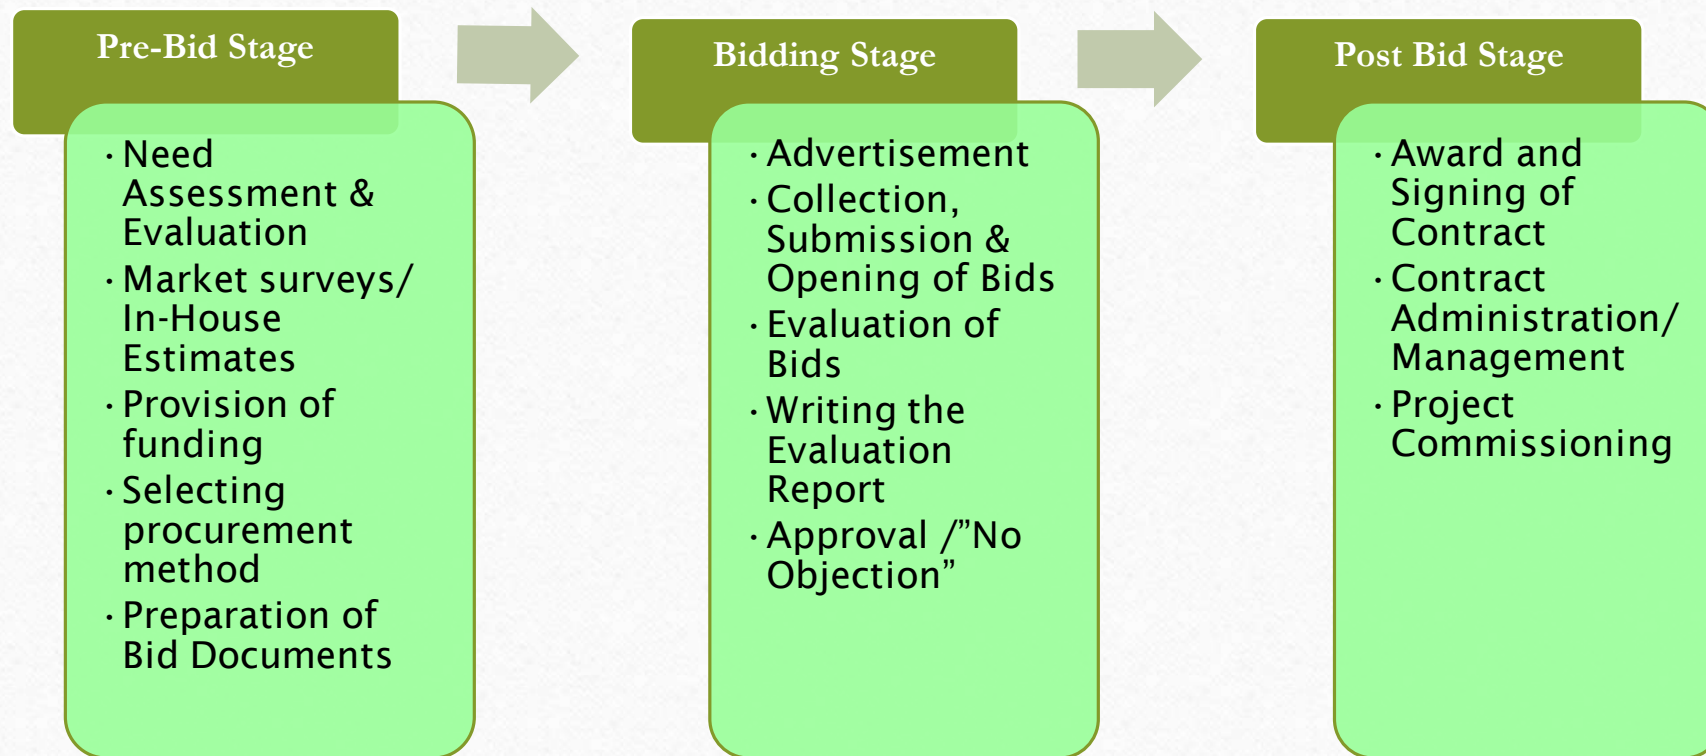 Pre-Bid Stage
· Need
Assessment &
Evaluation
· Market surveys/
In-House
Estimates
· Provision of
funding
· Selecting
procurement
method
· Preparation of
Bid Documents
Bidding Stage
· Advertisement
· Collection,
Submission &
Opening of Bids
· Evaluation of
Bids
· Writing the
Evaluation
Report
· Approval /”No
Objection”
Post Bid Stage
· Award and
Signing of
Contract
· Contract
Administration/
Management
· Project
Commissioning